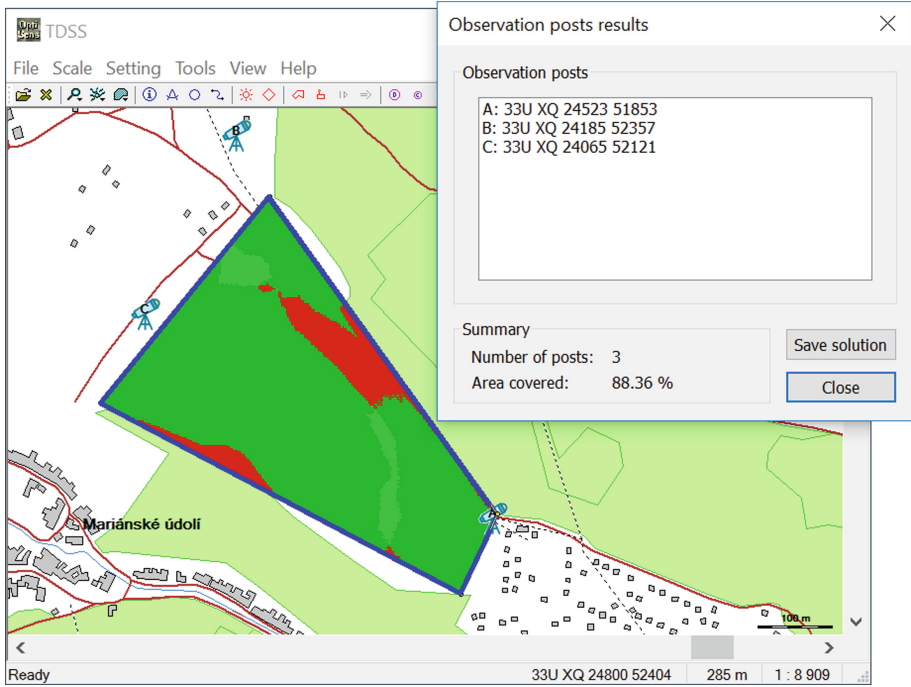 Opti
Sens
TDSS
File Scale Setting Tools View Help
B
C
A
Mariánské údolí
100 m
Ready
33U XQ 24800 52404
285 m
1 : 8 909
Observation posts results
Observation posts
A: 33U XQ 24523 51853
B: 33U XQ 24185 52357
C: 33U XQ 24065 52121
Summary
Number of posts: 3
Area covered: 88.36 %
Save solution
Close